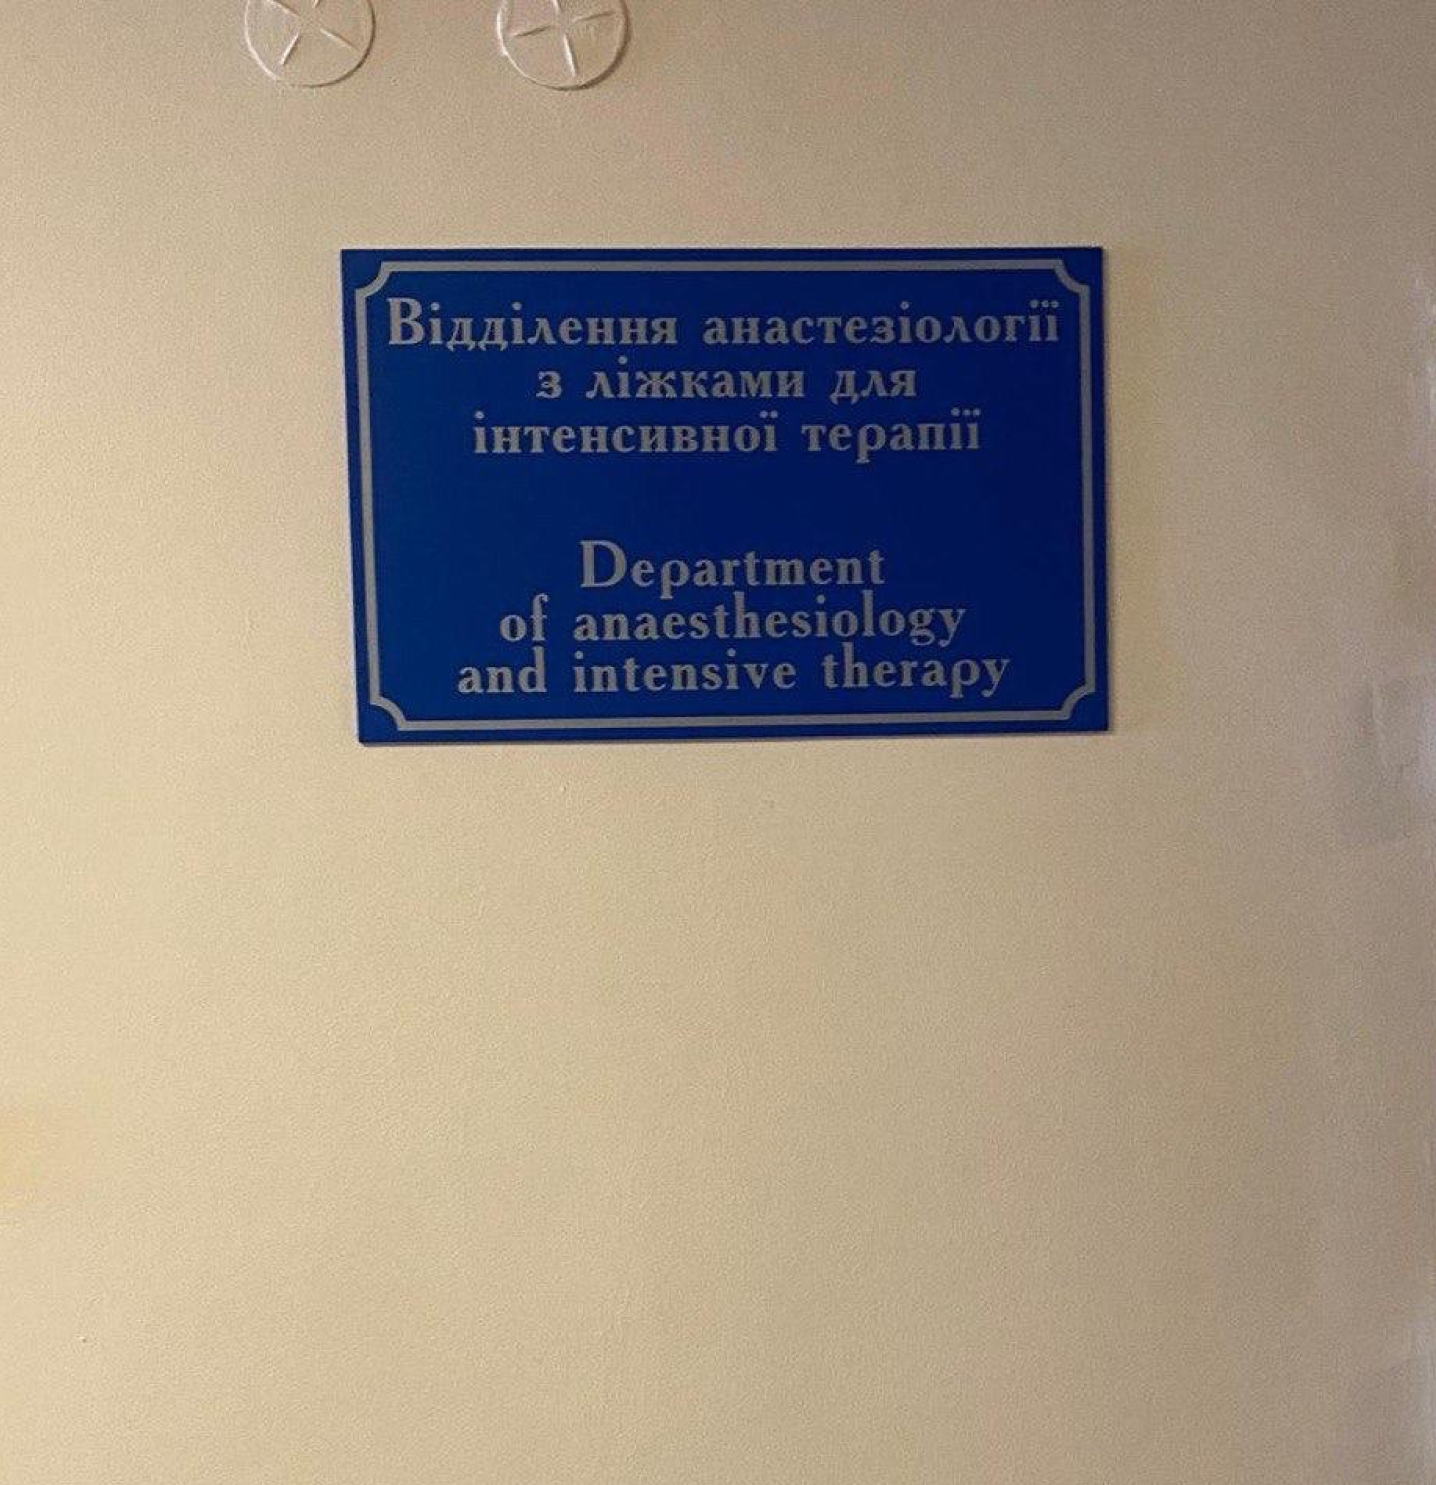 Відділення анастезіології
з ліжками для
інтенсивної терапії
Department
of anaesthesiology
and intensive therapy